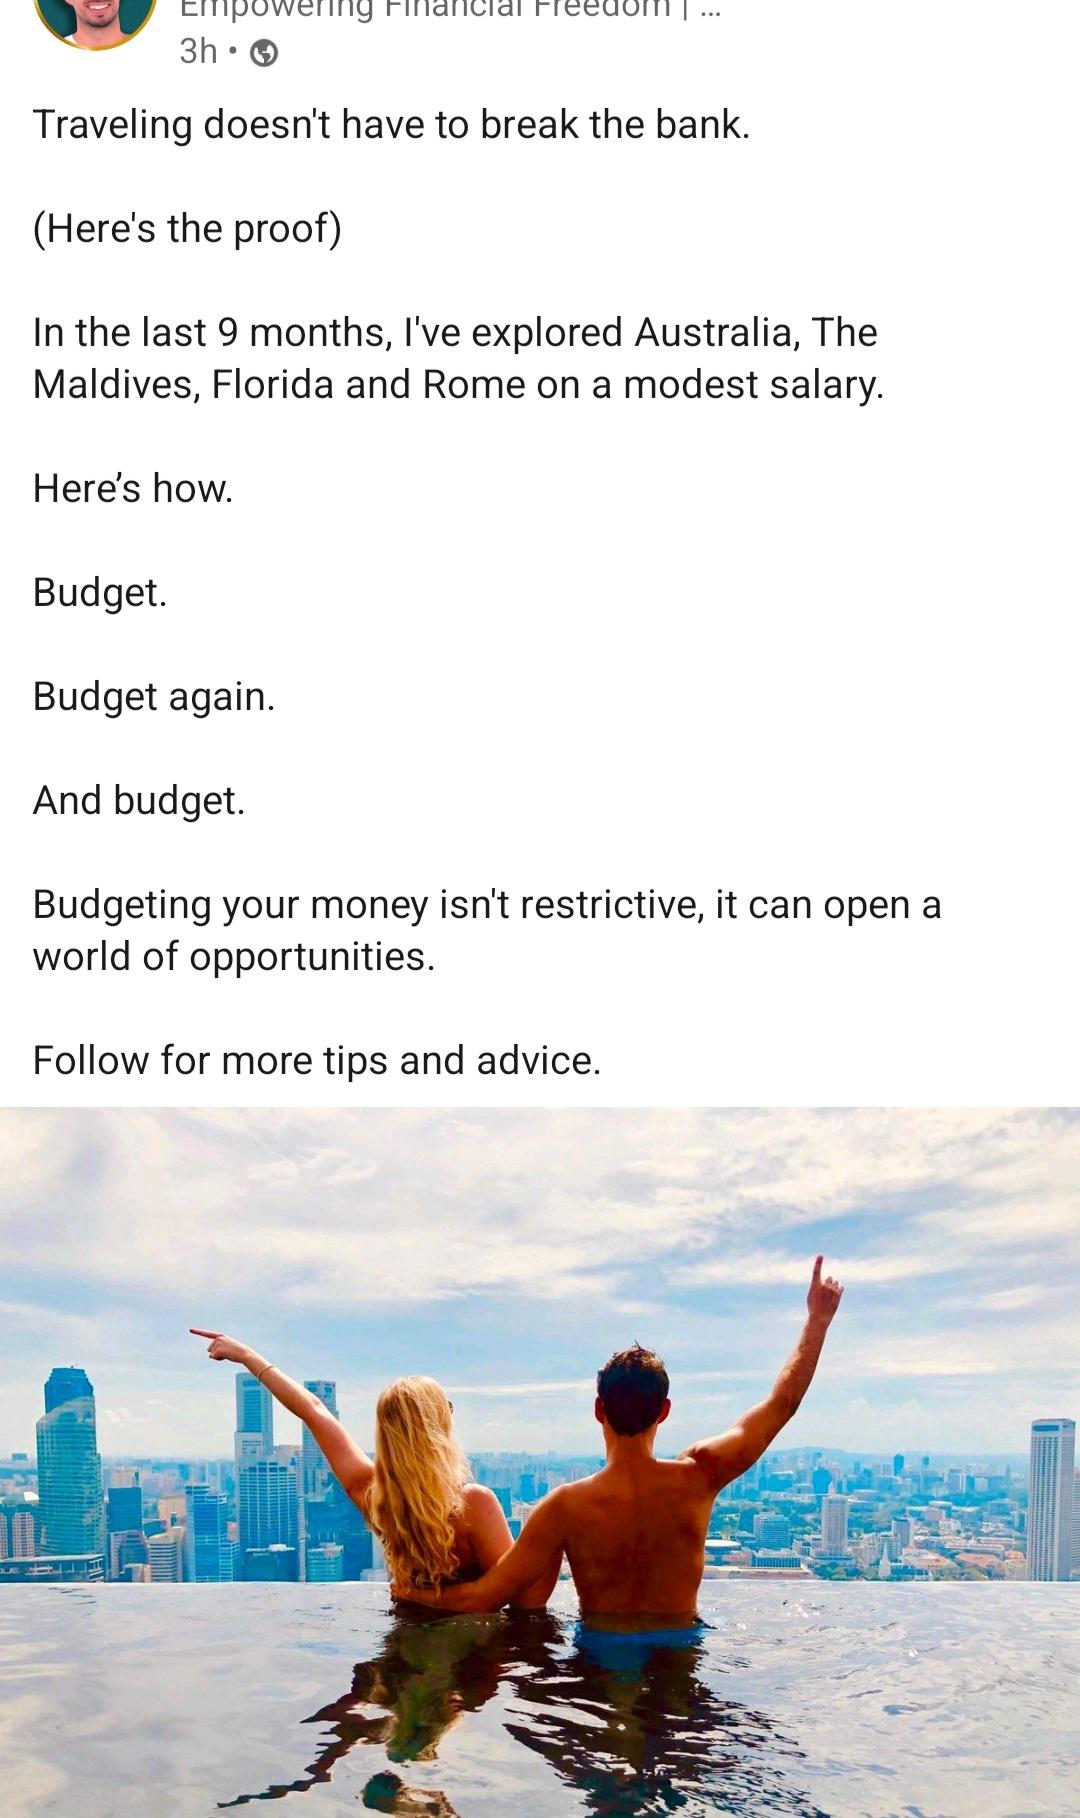 Empowering Financial Freedom | ...
3h •
Traveling doesn't have to break the bank.
(Here's the proof)
In the last 9 months, I've explored Australia, The
Maldives, Florida and Rome on a modest salary.
Here’s how.
Budget.
Budget again.
And budget.
Budgeting your money isn't restrictive, it can open a
world of opportunities.
Follow for more tips and advice.